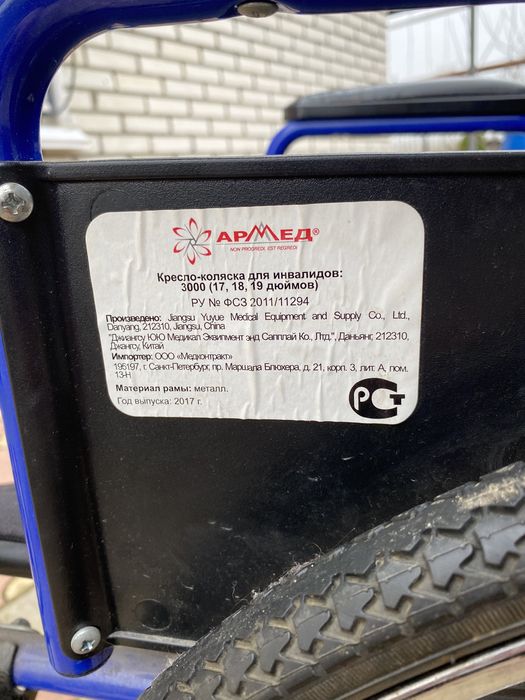 АРМЕД®
NON PROGREDI, EST REGREDI
Кресло-коляска для инвалидов:
3000 (17, 18, 19 дюймов)
РУ № ФСЗ 2011/11294
Произведено: Jiangsu Yuyue Medical Equipment and Supply Co., Ltd.,
Danyang, 212310, Jiangsu, China
"Джиангсу ЮЮ Медикал Эквипмент энд Сапплай Ко., Лтд.", Даньянг, 212310,
Джангсу, Китай
Импортер: ООО «Медконтракт»
195197, г. Санкт-Петербург, пр. Маршала Блюхера, д. 21, корп. 3, лит. А, пом.
13-Н
Материал рамы: металл.
Год выпуска: 2017 г.
РСТ